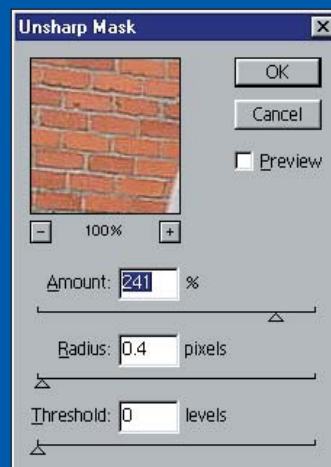 Unsharp Mask
OK
Cancel
Preview
100%
Amount: 241 %
Radius: 0.4 pixels
Threshold: 0 levels